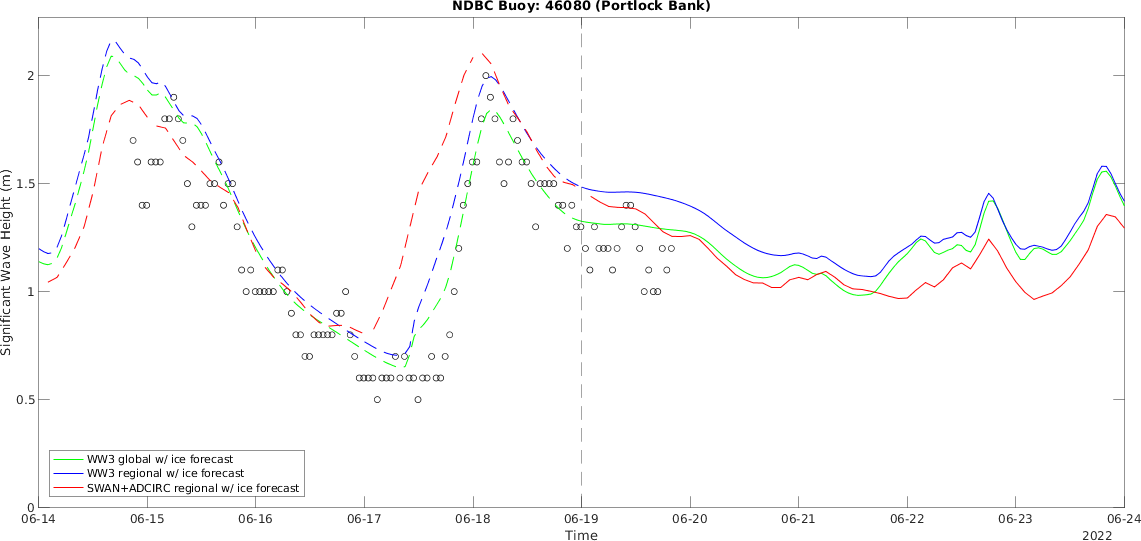 NDBC Buoy: 46080 (Portlock Bank)
Significant Wave Height (m)
2
1.5
1
0.5
0
WW3 global w/ ice forecast
WW3 regional w/ ice forecast
SWAN+ADCIRC regional w/ ice forecast
06-14 06-15 06-16 06-17 06-18 06-19 06-20 06-21 06-22 06-23 06-24
Time 2022